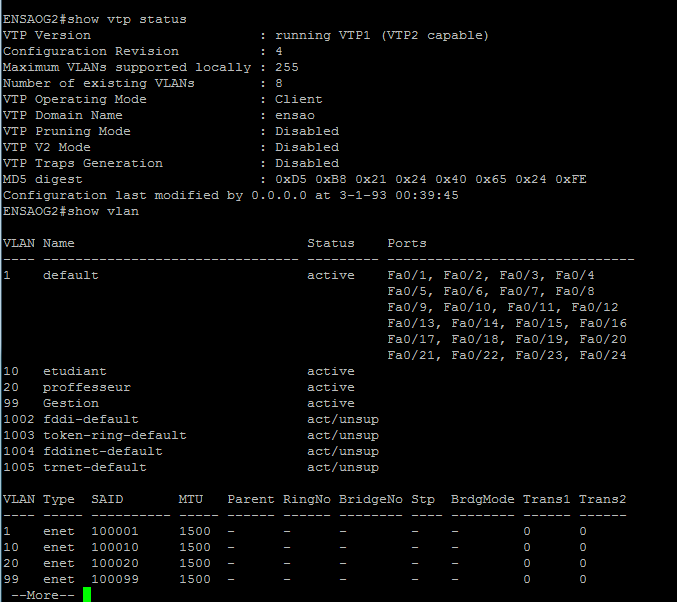 ENSAOG2#show vtp status
VTP Version                     : running VTP1 (VTP2 capable)
Configuration Revision          : 4
Maximum VLANs supported locally : 255
Number of existing VLANs        : 8
VTP Operating Mode              : Client
VTP Domain Name                 : ensao
VTP Pruning Mode                : Disabled
VTP V2 Mode                     : Disabled
VTP Traps Generation            : Disabled
MD5 digest                      : 0xD5 0xB8 0x21 0x24 0x40 0x65 0x24 0xFE
Configuration last modified by 0.0.0.0 at 3-1-93 00:39:45
ENSAOG2#show vlan

VLAN Name                             Status    Ports
---- -------------------------------- --------- -------------------------------
1    default                          active    Fa0/1, Fa0/2, Fa0/3, Fa0/4
                                                Fa0/5, Fa0/6, Fa0/7, Fa0/8
                                                Fa0/9, Fa0/10, Fa0/11, Fa0/12
                                                Fa0/13, Fa0/14, Fa0/15, Fa0/16
                                                Fa0/17, Fa0/18, Fa0/19, Fa0/20
                                                Fa0/21, Fa0/22, Fa0/23, Fa0/24
10   etudiant                         active
20   proffesseur                      active
99   Gestion                          active
1002 fddi-default                     act/unsup
1003 token-ring-default               act/unsup
1004 fddinet-default                  act/unsup
1005 trnet-default                    act/unsup

VLAN Type  SAID       MTU   Parent RingNo BridgeNo Stp  BrdgMode Trans1 Trans2
---- ----- ---------- ----- ------ ------ -------- ---- -------- ------ ------
1    enet  100001     1500  -      -      -        -    -        0      0
10   enet  100010     1500  -      -      -        -    -        0      0
20   enet  100020     1500  -      -      -        -    -        0      0
99   enet  100099     1500  -      -      -        -    -        0      0
 --More--